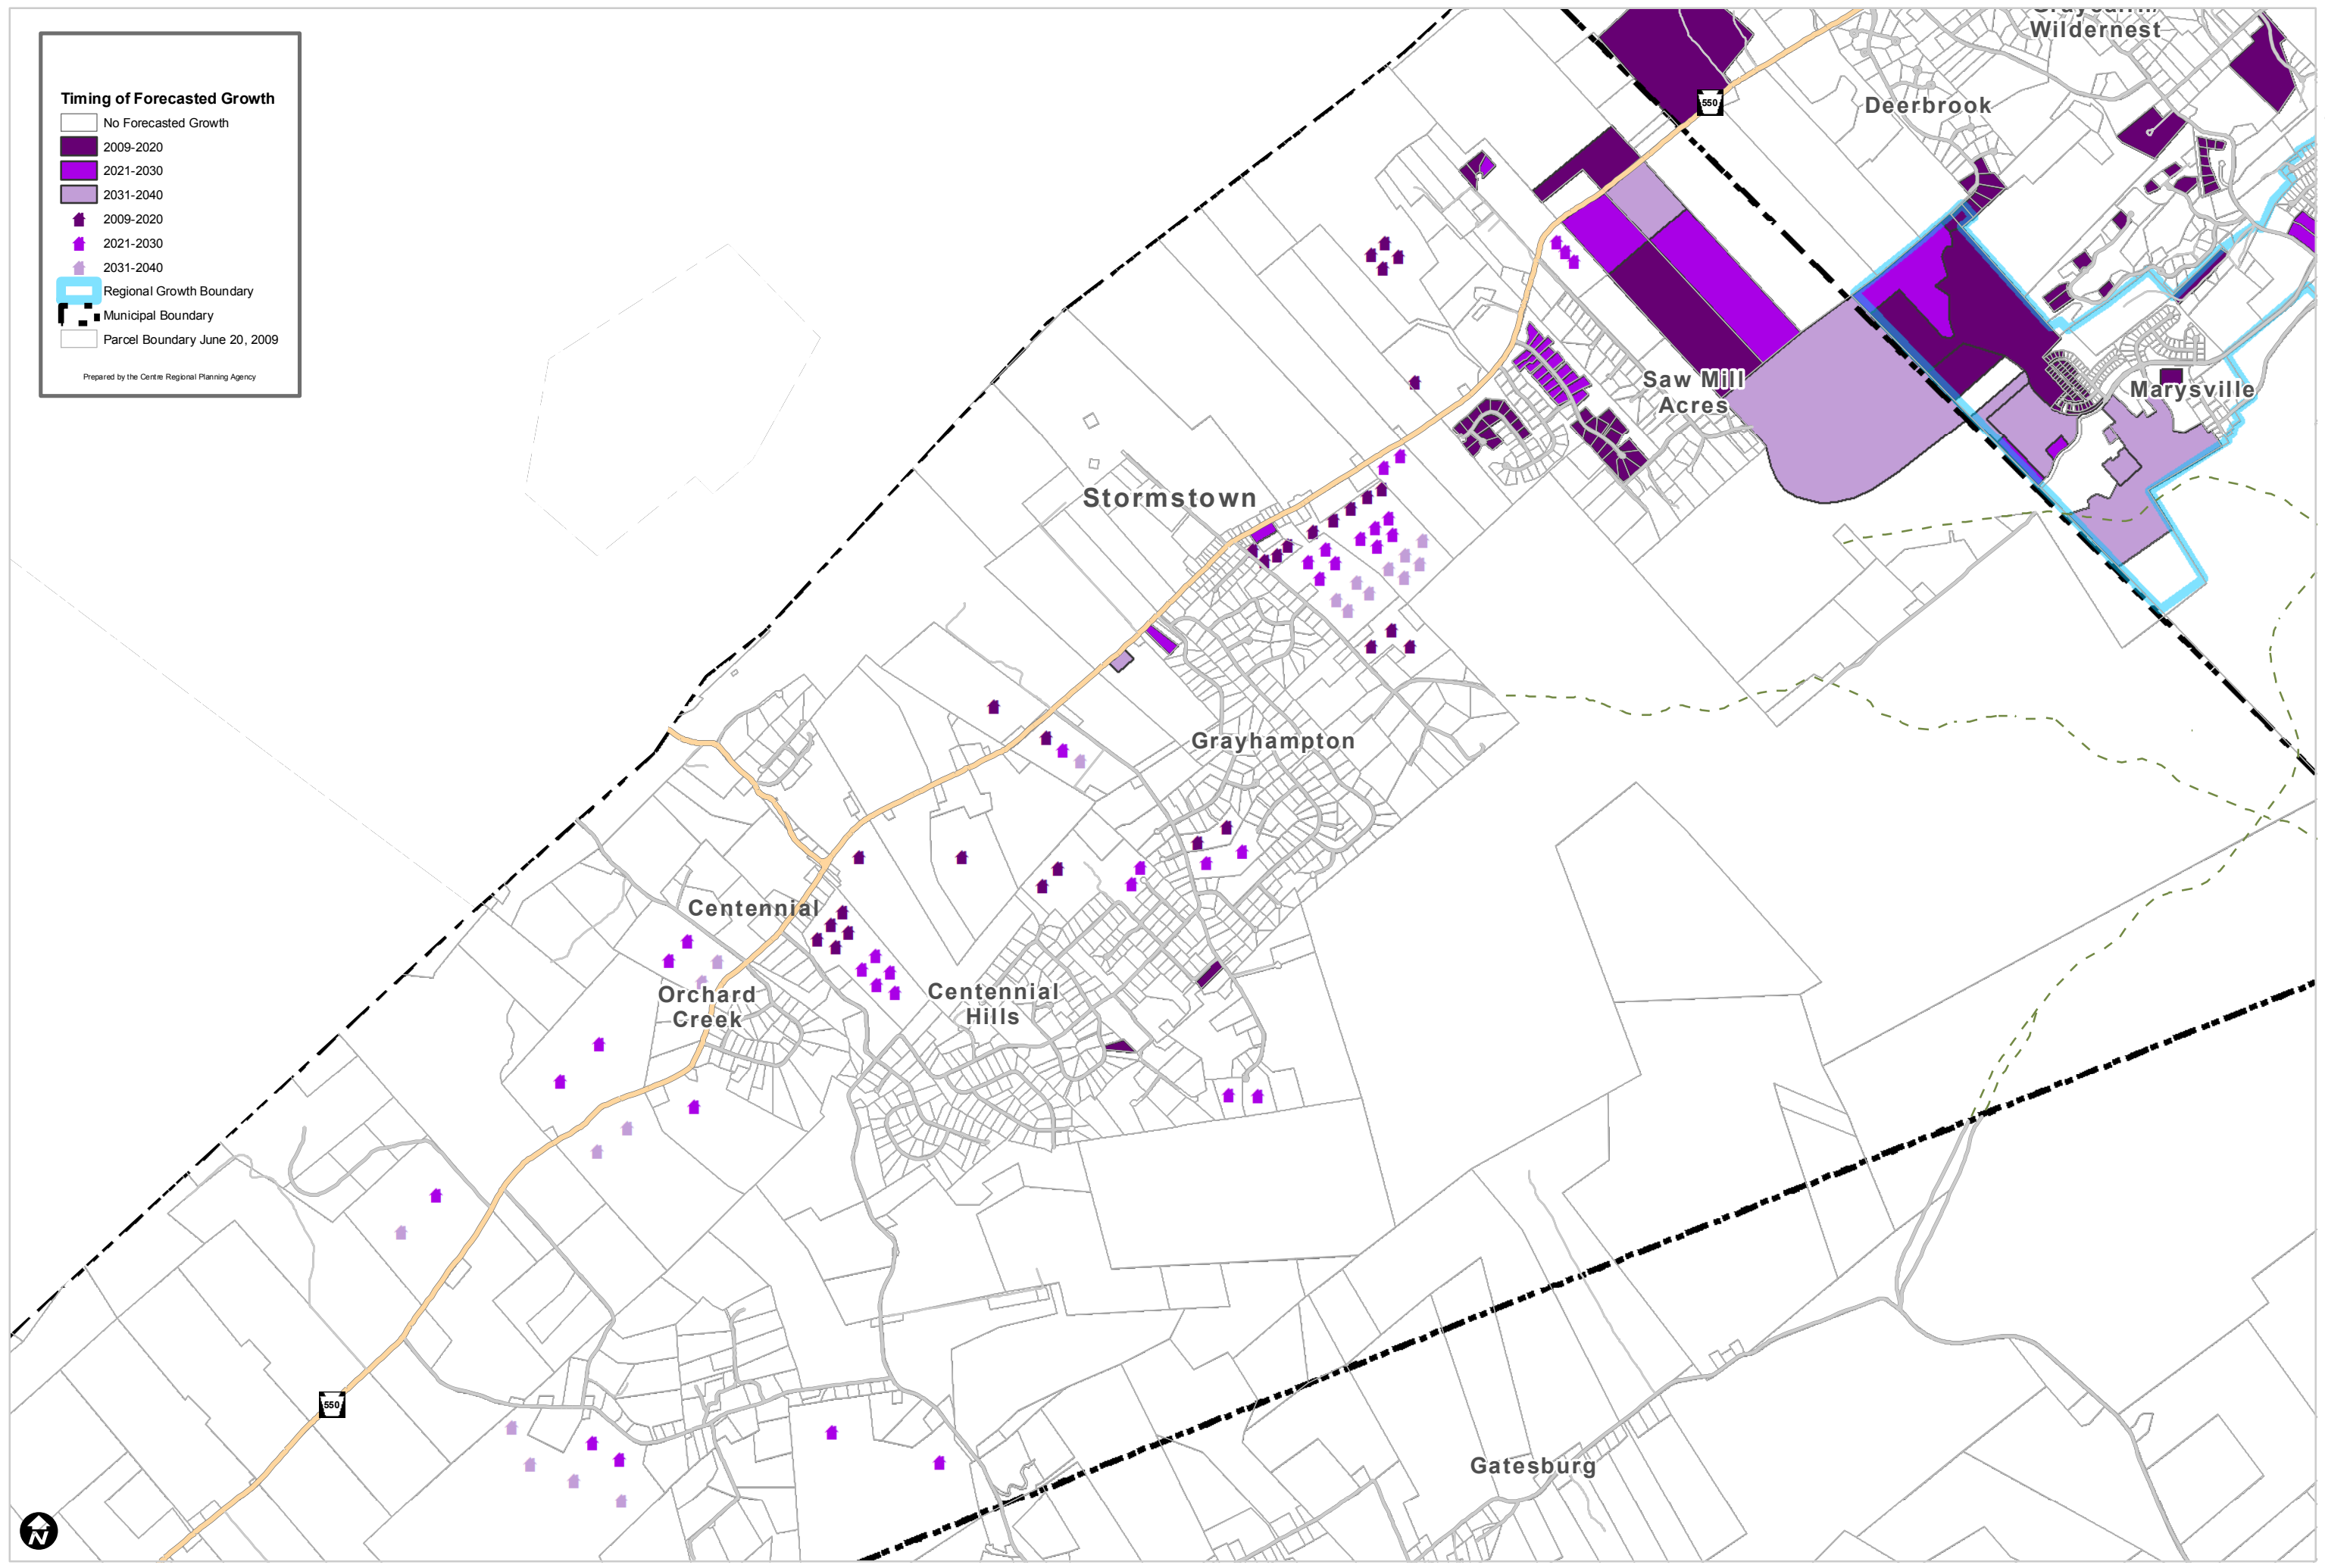 Timing of Forecasted Growth
No Forecasted Growth
2009-2020
2021-2030
2031-2040
2009-2020
2021-2030
2031-2040
Regional Growth Boundary
Municipal Boundary
Parcel Boundary June 20, 2009
Prepared by the Centre Regional Planning Agency
Wildernest
550
Deerbrook
Saw Mill
Acres
Marysville
Stormstown
Grayhampton
Centennial
Orchard
Creek
Centennial
Hills
550
Gatesburg
N